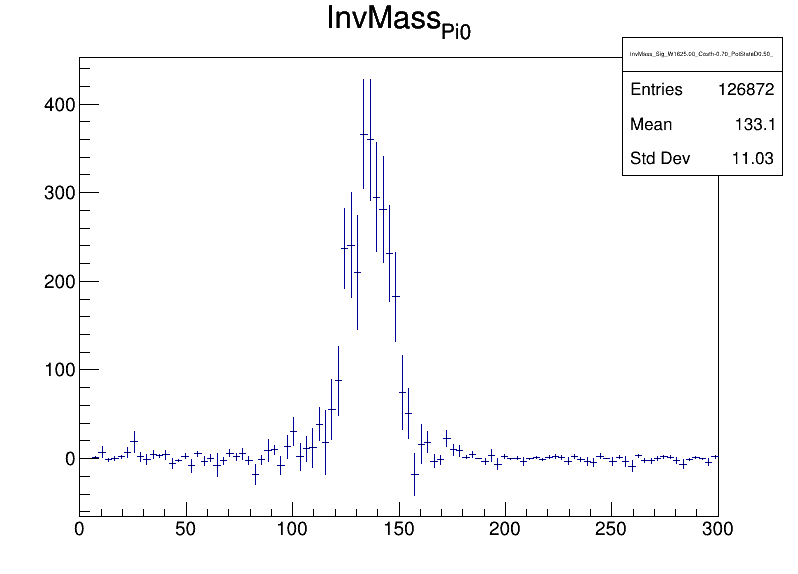 InvMass_Pi0
InvMass_Sig_W1625.00_Costh-0.70_PolStateD0.50_
Entries 126872
Mean 133.1
Std Dev 11.03
400
300
200
100
0
0 50 100 150 200 250 300